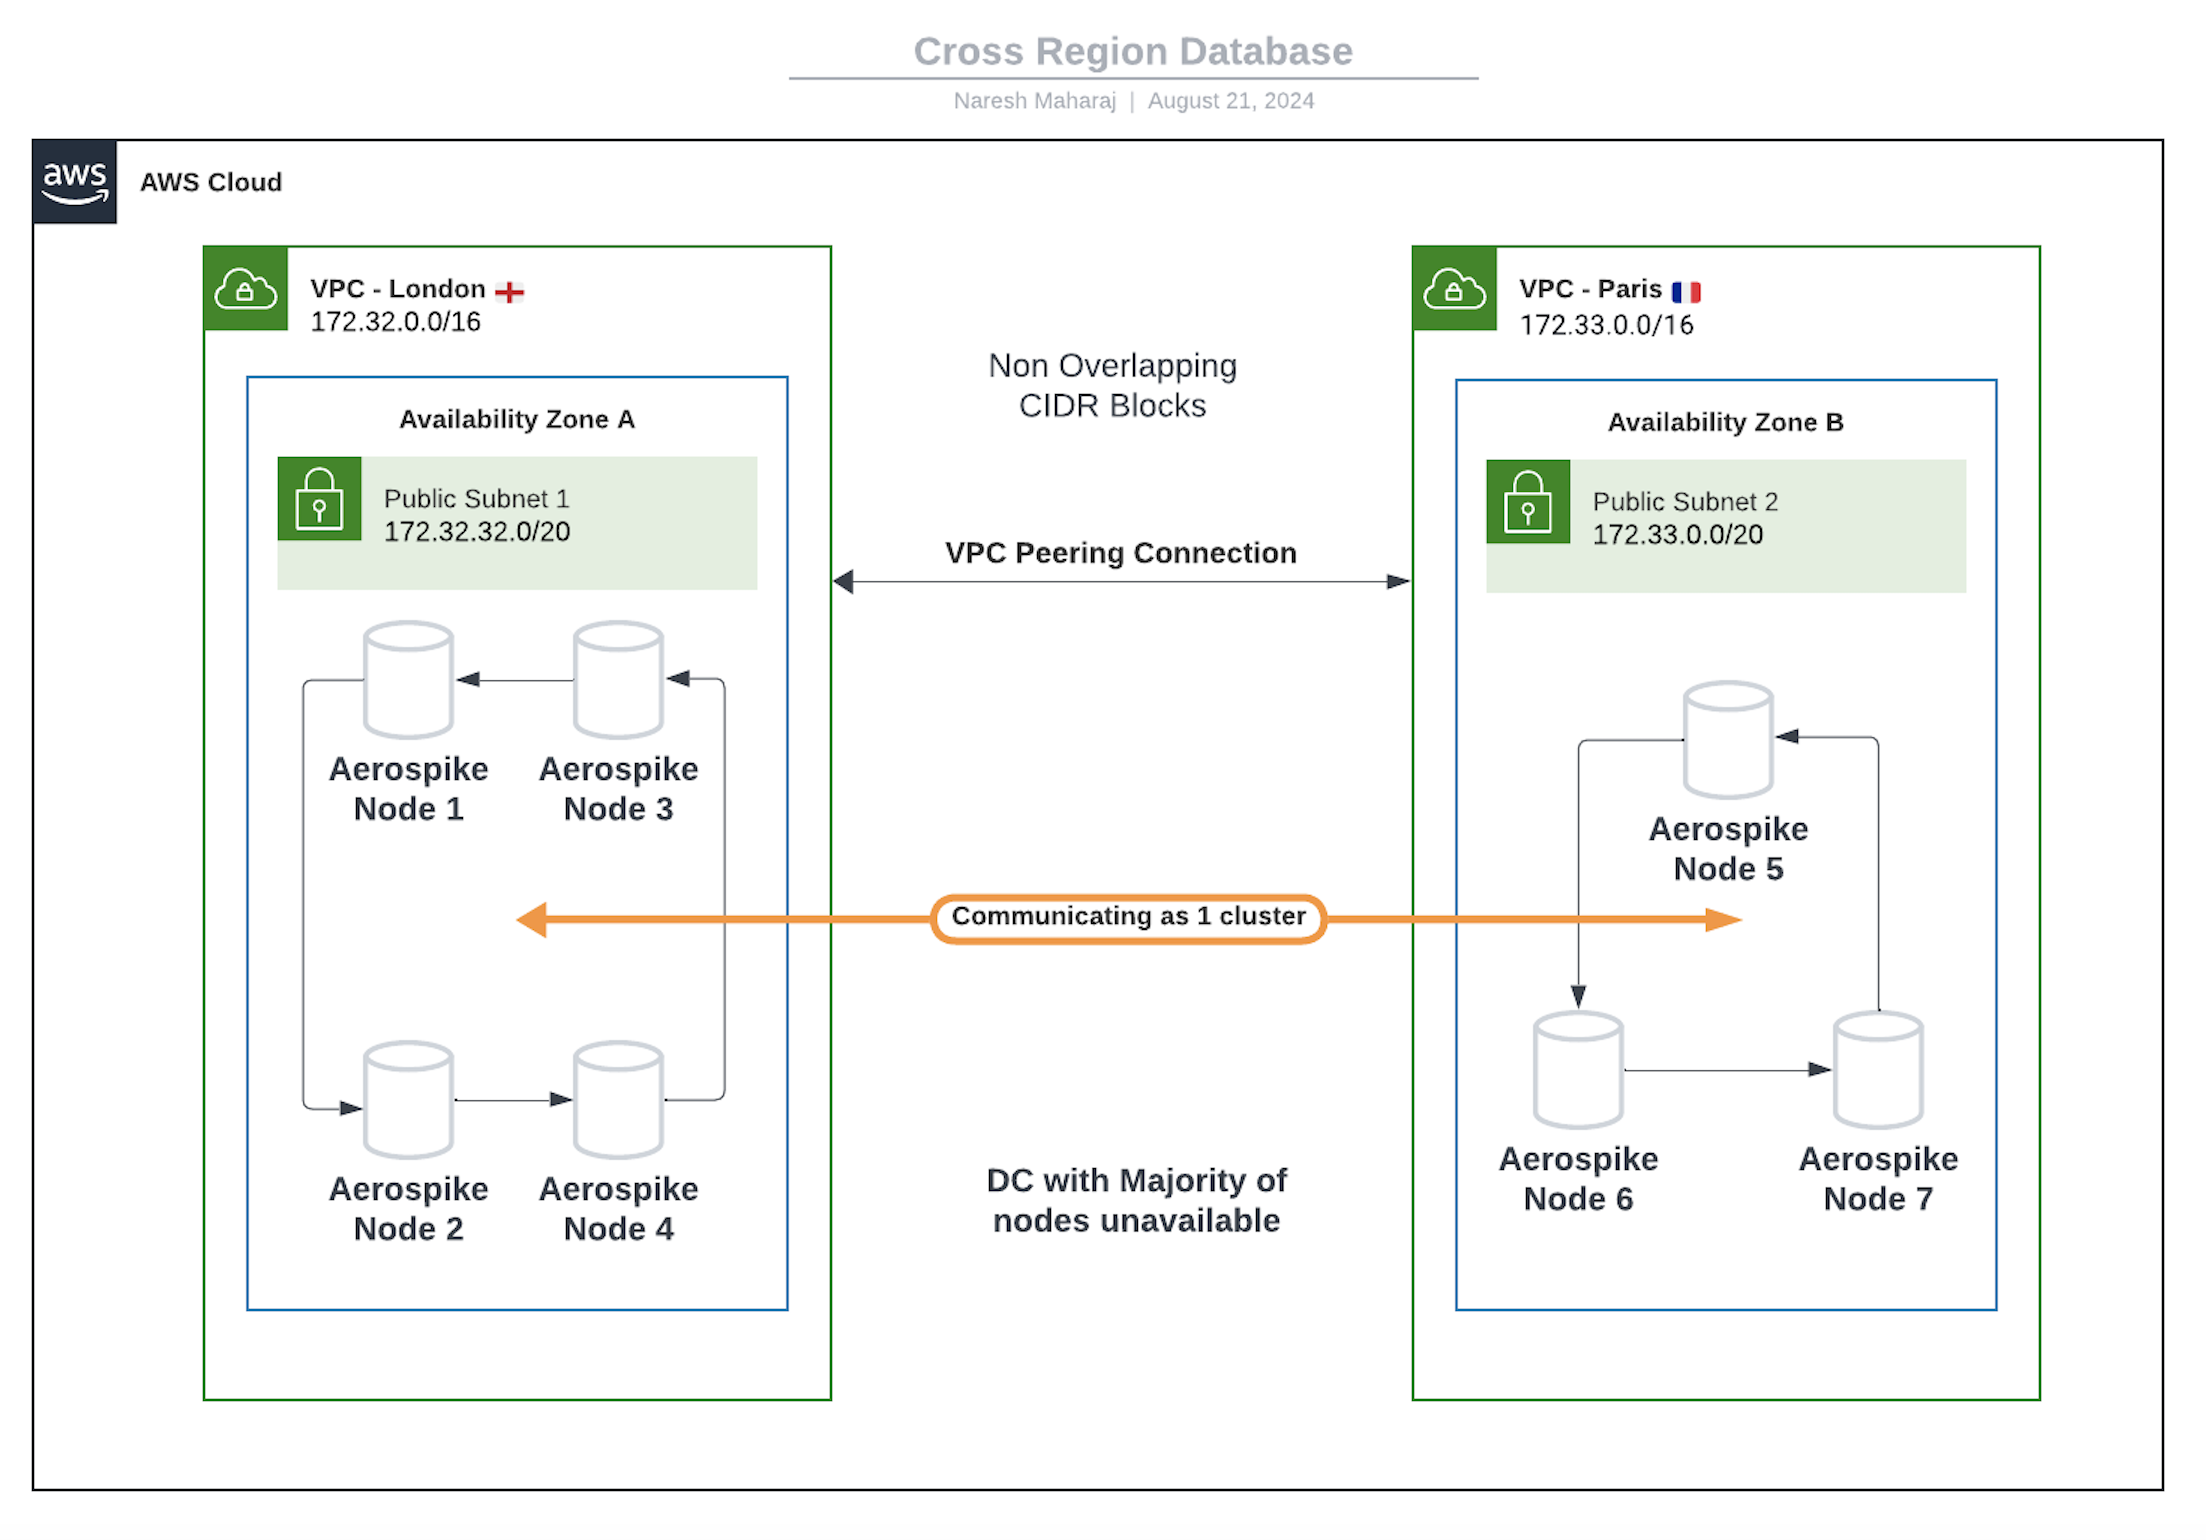 Cross Region Database
Naresh Maharaj | August 21, 2024
aws
AWS Cloud
VPC - London
172.32.0.0/16
Availability Zone A
Public Subnet 1
172.32.32.0/20
Aerospike
Node 1
Aerospike
Node 3
Aerospike
Node 2
Aerospike
Node 4
Non Overlapping
CIDR Blocks
VPC Peering Connection
Communicating as 1 cluster
DC with Majority of
nodes unavailable
VPC - Paris
172.33.0.0/16
Availability Zone B
Public Subnet 2
172.33.0.0/20
Aerospike
Node 5
Aerospike
Node 6
Aerospike
Node 7